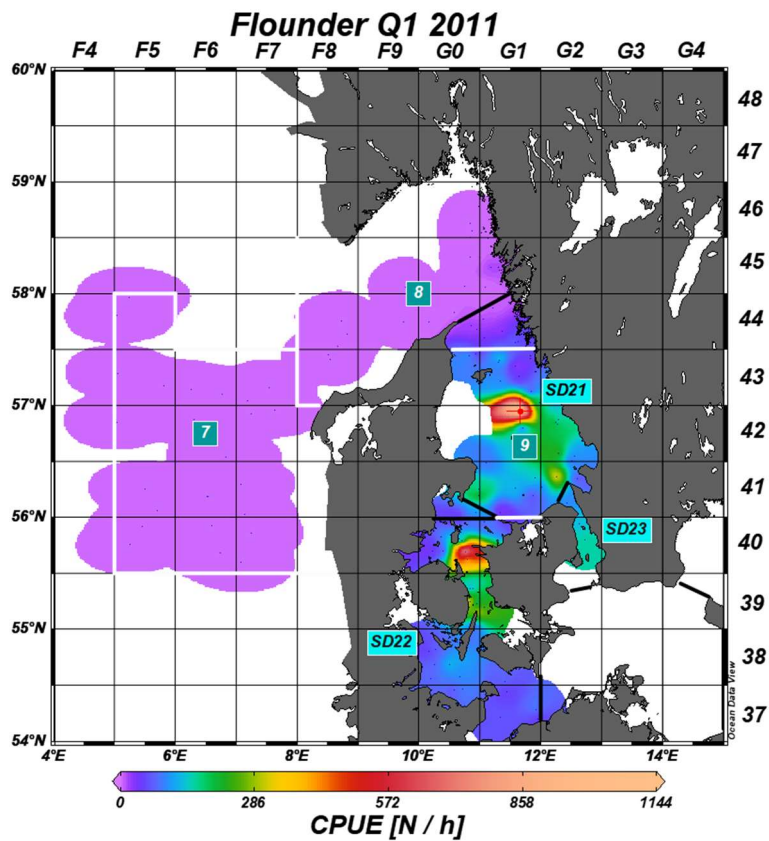 Flounder Q1 2011
F4 F5 F6 F7 F8 F9 G0 G1 G2 G3 G4
60°N
48
47
59°N
46
45
58°N
8
44
43
SD21
57°N
7
9
42
41
56°N
SD23
40
39
55°N
SD22
38
37
54°N
4°E 6°E 8°E 10°E 12°E 14°E
Ocean Data View
0 286 572 858 1144
CPUE [N / h]